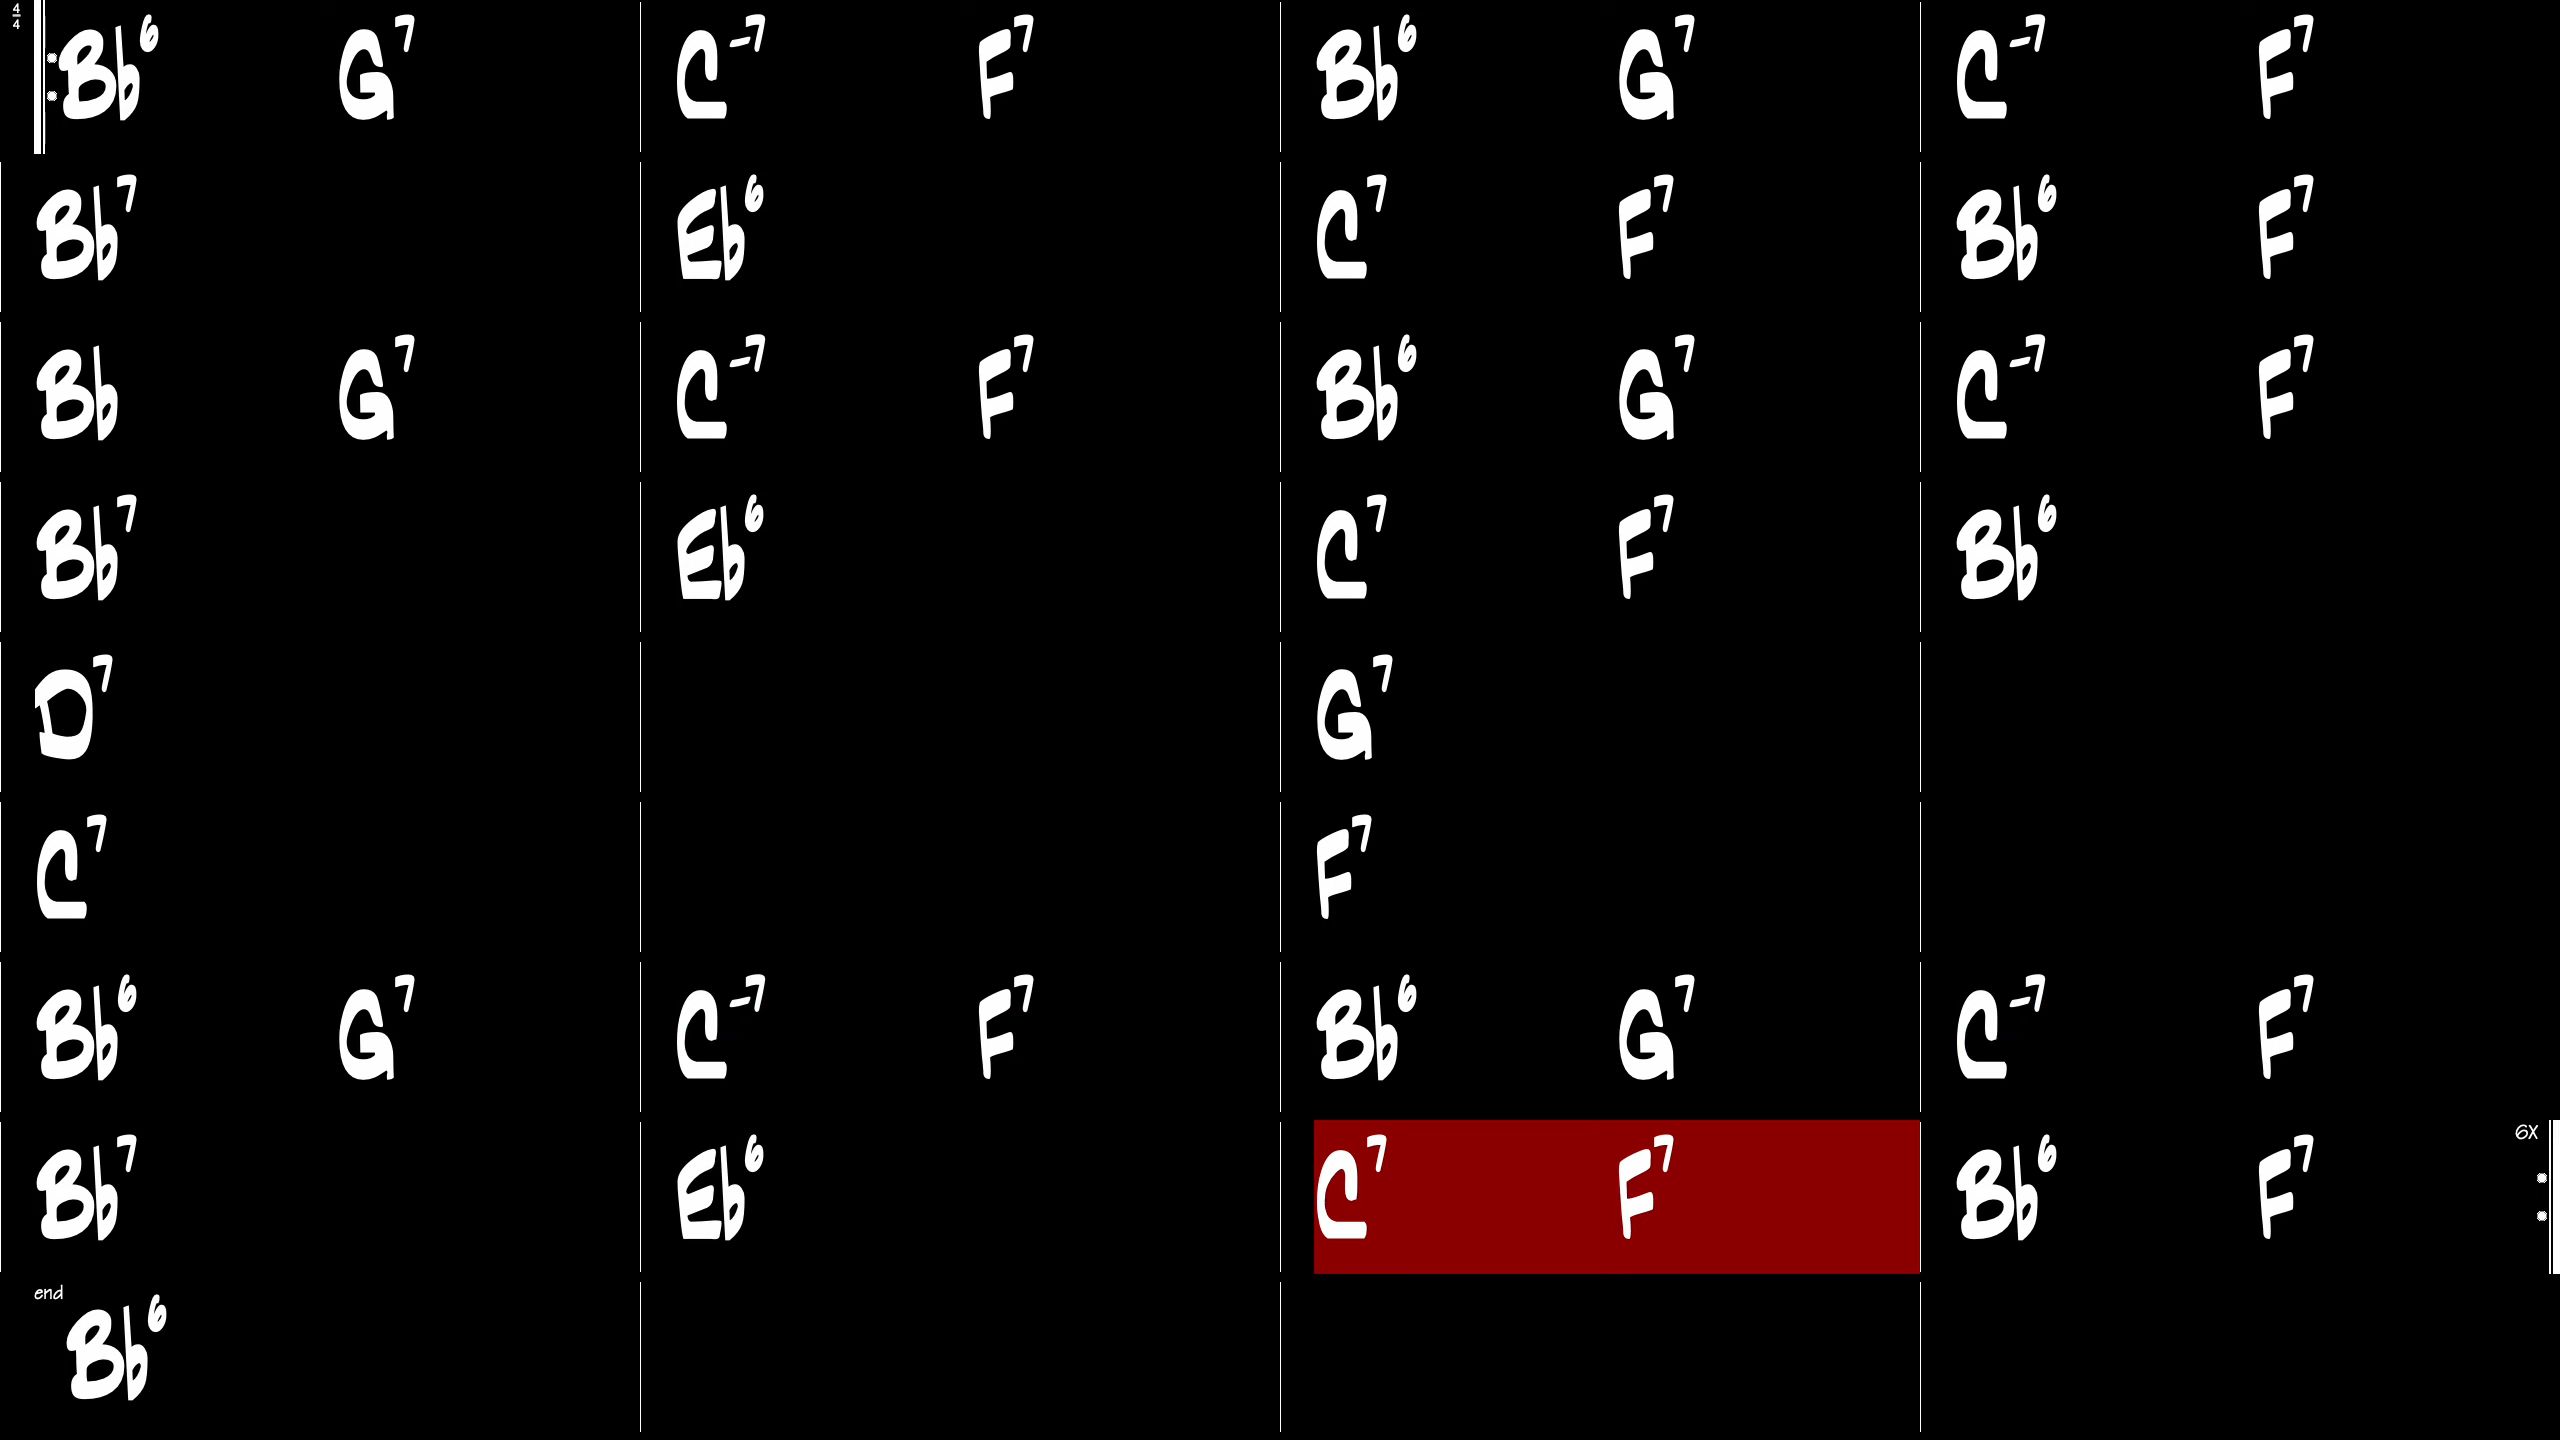 4/4 Bb6 G7 C-7 F7 Bb6 G7 C-7 F7
Bb7 Eb6 C7 F7 Bb6 F7
Bb G7 C-7 F7 Bb6 G7 C-7 F7
Bb7 Eb6 C7 F7 Bb6
D7 G7
C7 F7
Bb6 G7 C-7 F7 Bb6 G7 C-7 F7
Bb7 Eb6 C7 F7 Bb6 F7 6X
end Bb6